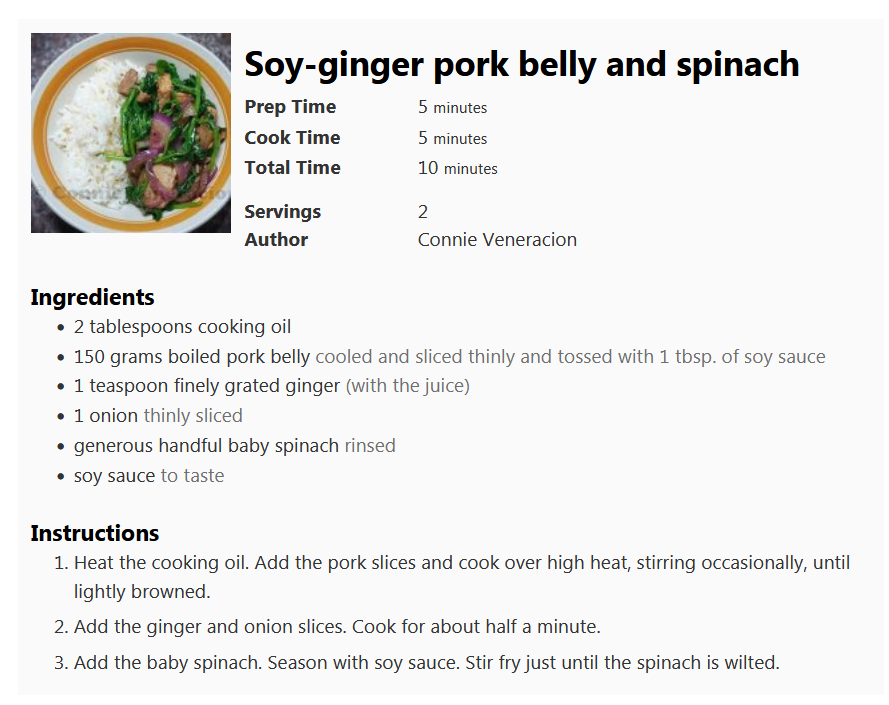 Soy-ginger pork belly and spinach
Prep Time 5 minutes
Cook Time 5 minutes
Total Time 10 minutes
Servings 2
Author Connie Veneracion
Ingredients
• 2 tablespoons cooking oil
• 150 grams boiled pork belly cooled and sliced thinly and tossed with 1 tbsp. of soy sauce
• 1 teaspoon finely grated ginger (with the juice)
• 1 onion thinly sliced
• generous handful baby spinach rinsed
• soy sauce to taste
Instructions
1. Heat the cooking oil. Add the pork slices and cook over high heat, stirring occasionally, until
lightly browned.
2. Add the ginger and onion slices. Cook for about half a minute.
3. Add the baby spinach. Season with soy sauce. Stir fry just until the spinach is wilted.